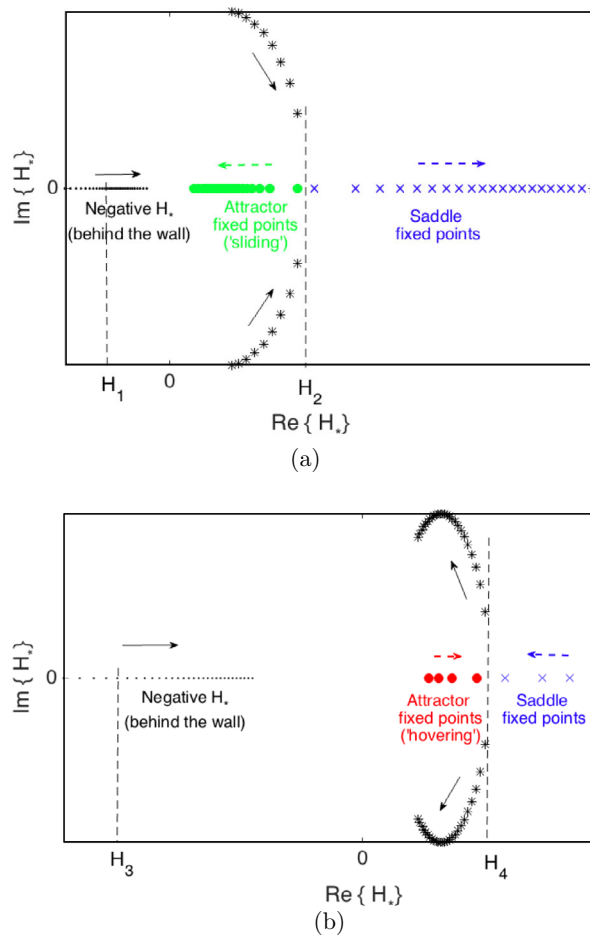 Im { H* }
0
Negative H*
(behind the wall)
Attractor
fixed points
('sliding')
Saddle
fixed points
H1
0
H2
Re { H* }
(a)
Im { H* }
0
Negative H*
(behind the wall)
Attractor
fixed points
('hovering')
Saddle
fixed points
H3
0
H4
Re { H* }
(b)